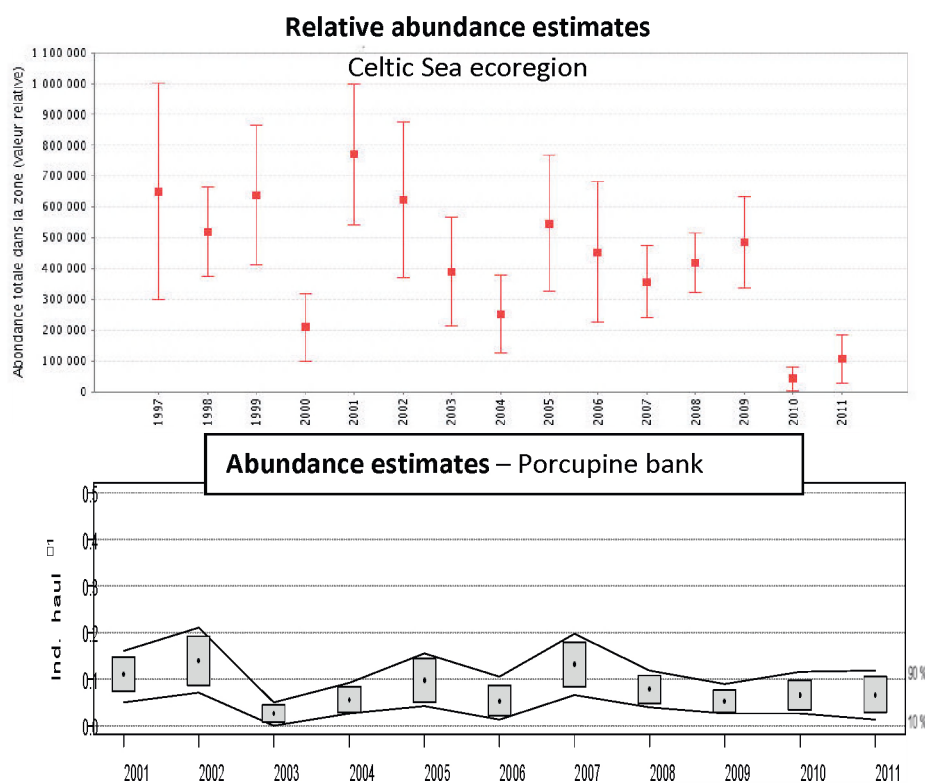 Relative abundance estimates
Celtic Sea ecoregion
Abondance totale dans la zone (valeur relative)
1 100 000
1 000 000
900 000
800 000
700 000
600 000
500 000
400 000
300 000
200 000
100 000
0
1997 1998 1999 2000 2001 2002 2003 2004 2005 2006 2007 2008 2009 2010 2011
Abundance estimates – Porcupine bank
Ind. haul □1
0.5
0.4
0.3
0.2
0.1
0.0
90 %
10 %
2001 2002 2003 2004 2005 2006 2007 2008 2009 2010 2011